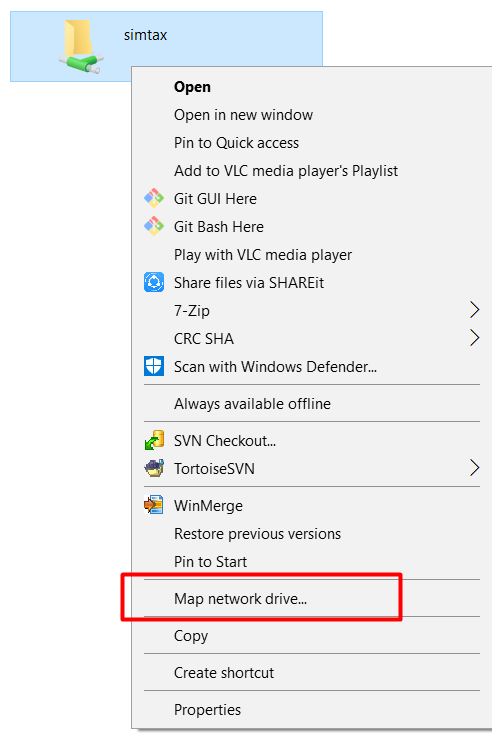 simtax
Open
Open in new window
Pin to Quick access
Add to VLC media player's Playlist
Git GUI Here
Git Bash Here
Play with VLC media player
Share files via SHAREit
7-Zip
CRC SHA
Scan with Windows Defender...
Always available offline
SVN Checkout...
TortoiseSVN
WinMerge
Restore previous versions
Pin to Start
Map network drive...
Copy
Create shortcut
Properties